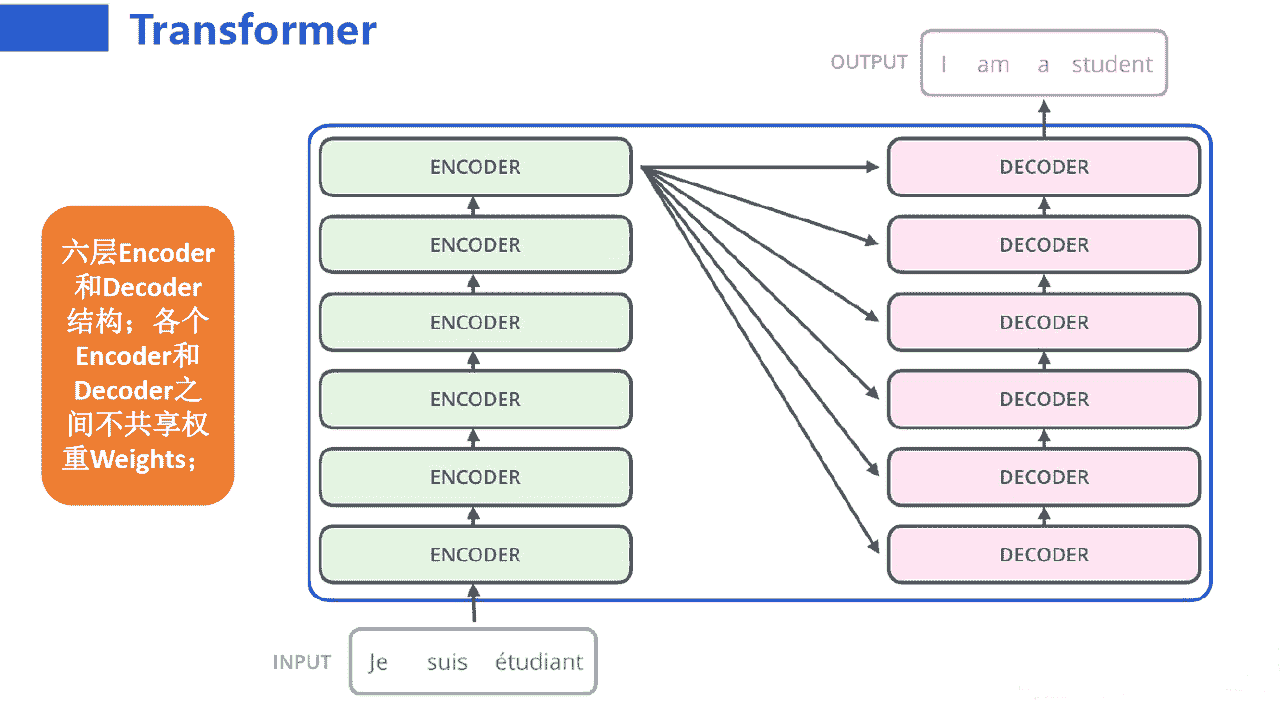 Transformer
OUTPUT
I am a student
ENCODER
DECODER
ENCODER
DECODER
ENCODER
DECODER
ENCODER
DECODER
ENCODER
DECODER
ENCODER
DECODER
六层Encoder
和Decoder
结构；各个
Encoder和
Decoder之
间不共享权
重Weights；
INPUT
Je suis étudiant